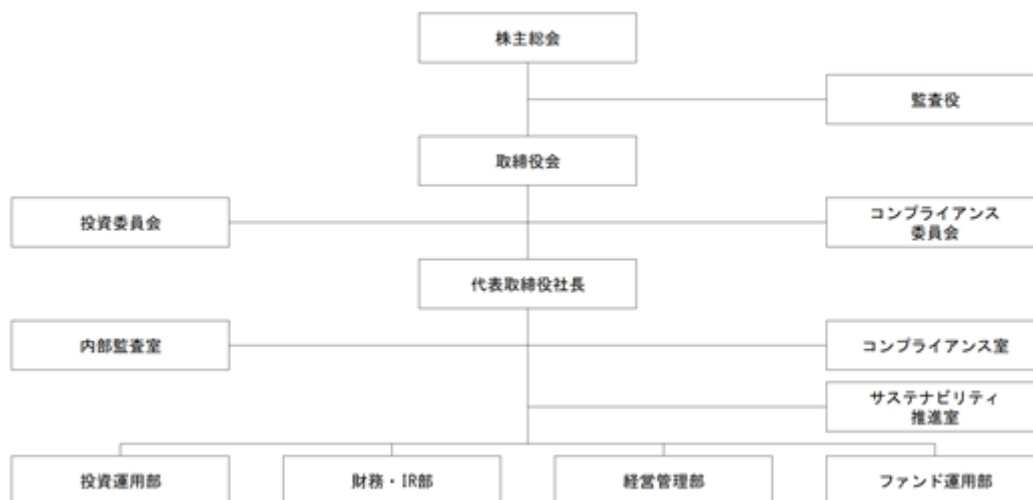 株主総会
監査役
取締役会
投資委員会
コンプライアンス
委員会
代表取締役社長
内部監査室
コンプライアンス室
サステナビリティ
推進室
投資運用部
財務・IR部
経営管理部
ファンド運用部